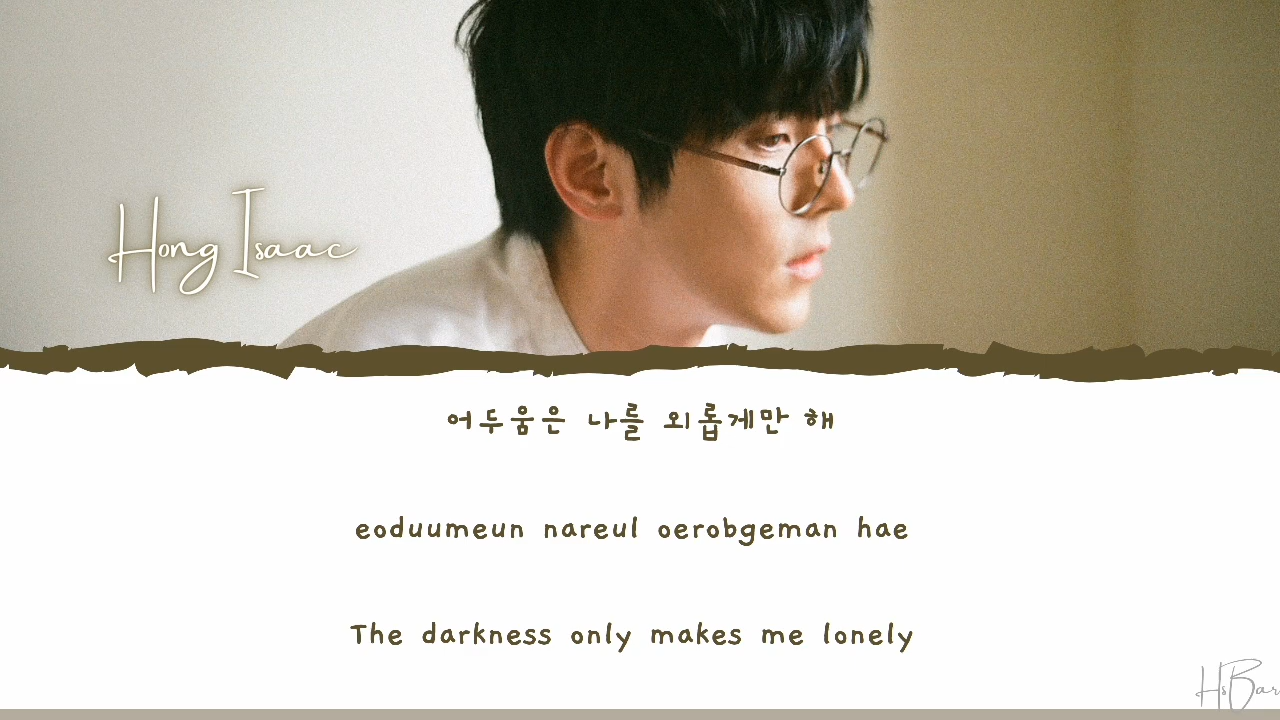 Hong Isaac
어두움은 나를 외롭게만 해
eoduumeun nareul oerobgeman hae
The darkness only makes me lonely